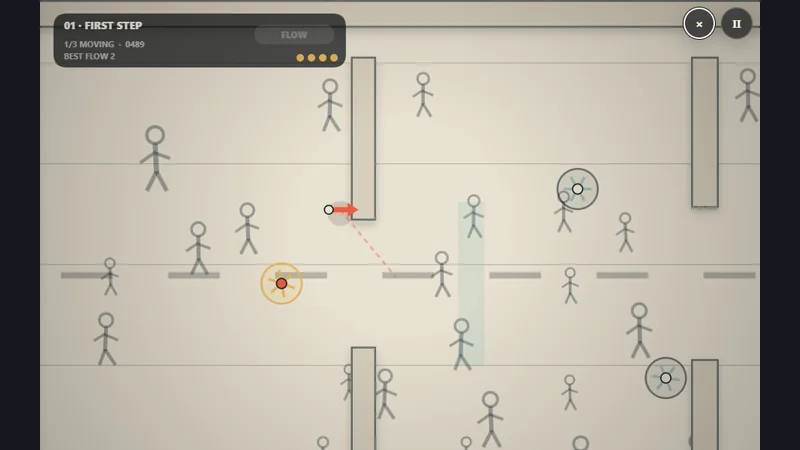 01 · FIRST STEP
FLOW
1/3 MOVING · 0489
BEST FLOW 2
×
II